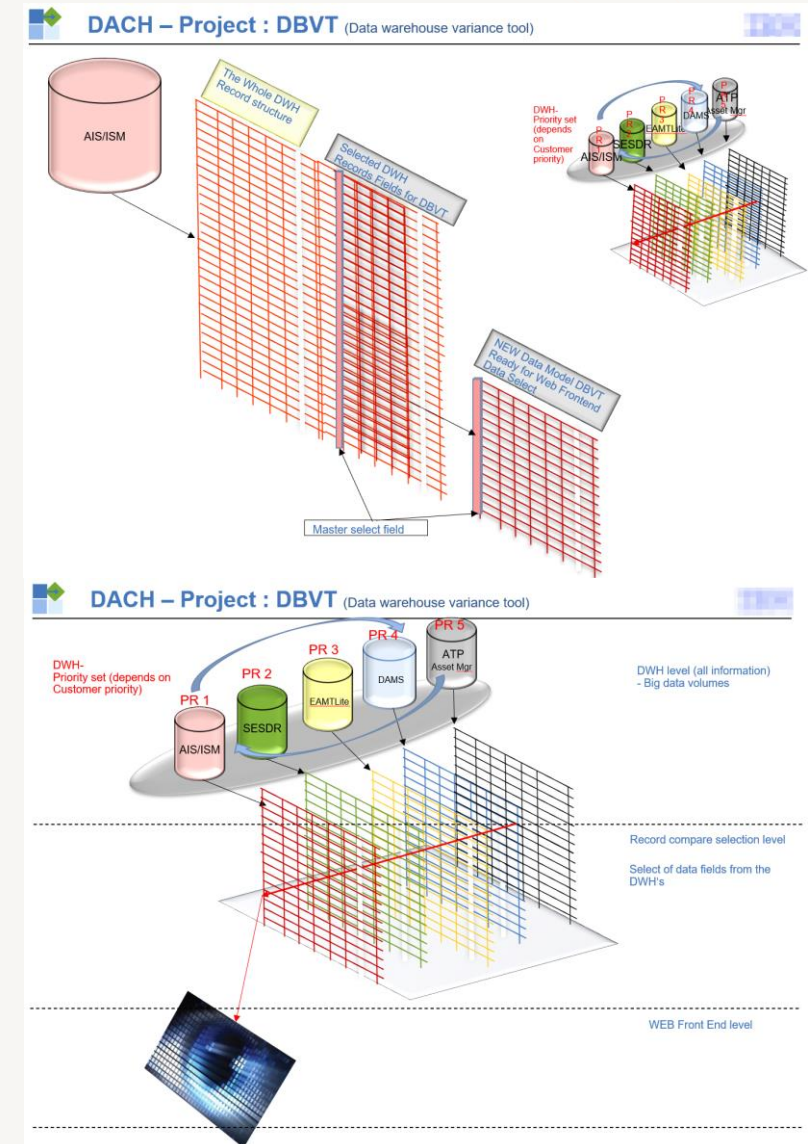 DACH – Project : DBVT (Data warehouse variance tool)
AIS/ISM
The Whole DWH
Record structure
Selected DWH
Records Fields for DBVT
DWH-
Priority set
(depends
on
Customer
priority)
AIS/ISM
SESDR
EAMTLite
DAMS
ATP
Asset Mgr
NEW Data Model DBVT
Ready for Web Frontend
Data Select
Master select field
DACH – Project : DBVT (Data warehouse variance tool)
DWH-
Priority set (depends on
Customer priority)
PR 1
PR 2
PR 3
PR 4
PR 5
AIS/ISM
SESDR
EAMTLite
DAMS
ATP
Asset Mgr
DWH level (all information)
- Big data volumes
Record compare selection level
Select of data fields from the
DWH's
WEB Front End level